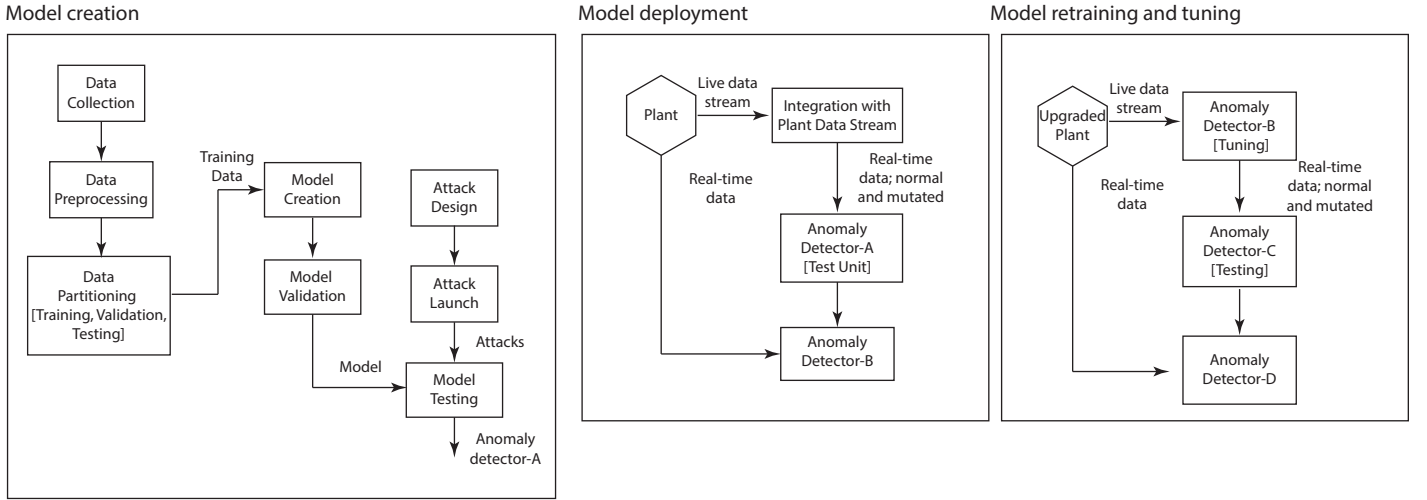 Model creation
Data
Collection
Data
Preprocessing
Data
Partitioning
[Training, Validation,
Testing]
Training
Data
Model
Creation
Model
Validation
Model
Attack
Design
Attack
Launch
Attacks
Model
Testing
Anomaly
detector-A
Model deployment
Plant
Live data
stream
Integration with
Plant Data Stream
Real-time
data
Real-time
data; normal
and mutated
Anomaly
Detector-A
[Test Unit]
Anomaly
Detector-B
Model retraining and tuning
Upgraded
Plant
Live data
stream
Anomaly
Detector-B
[Tuning]
Real-time
data
Real-time
data; normal
and mutated
Anomaly
Detector-C
[Testing]
Anomaly
Detector-D